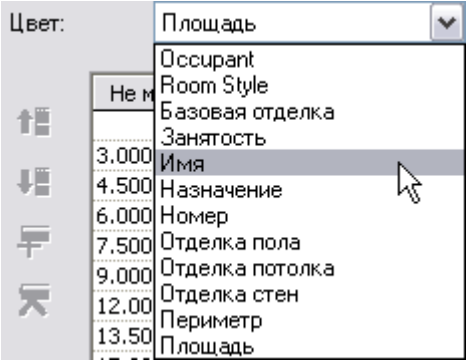 Цвет: Площадь
Occupant
Room Style
Не м
Базовая отделка
Занятость
3.000
Имя
4.500
Назначение
6.000
Номер
7.500
Отделка пола
9.000
Отделка потолка
12.00
Отделка стен
13.50
Периметр
Площадь